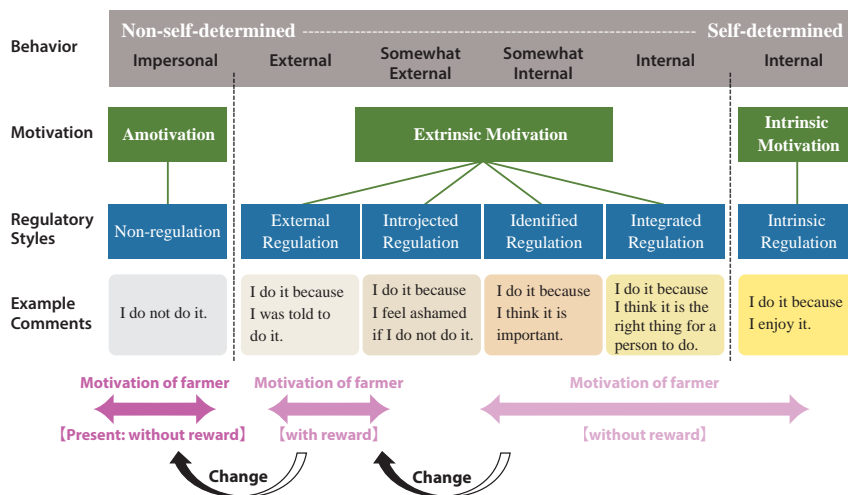 Behavior
Non-self-determined
Self-determined
Impersonal
External
Somewhat
External
Somewhat
Internal
Internal
Internal
Motivation
Amotivation
Extrinsic Motivation
Intrinsic
Motivation
Regulatory
Styles
Non-regulation
External
Regulation
Introjected
Regulation
Identified
Regulation
Integrated
Regulation
Intrinsic
Regulation
Example
Comments
I do not do it.
I do it because
I was told to
do it.
I do it because
I feel ashamed
if I do not do it.
I do it because
I think it is
important.
I do it because
I think it is the
right thing for a
person to do.
I do it because
I enjoy it.
Motivation of farmer
【Present: without reward】
Motivation of farmer
【with reward】
Motivation of farmer
【without reward】
Change
Change